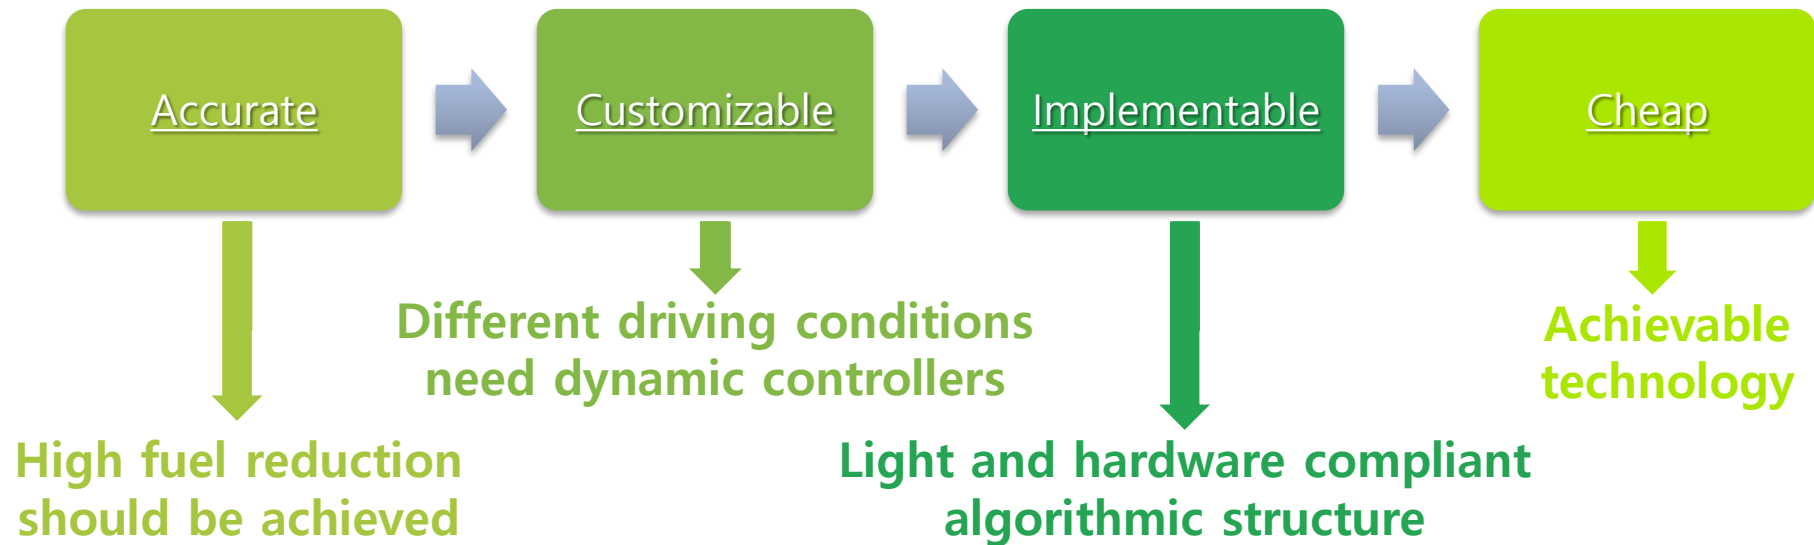 Accurate
Customizable
Implementable
Cheap
Different driving conditions
need dynamic controllers
Achievable
technology
High fuel reduction
should be achieved
Light and hardware compliant
algorithmic structure